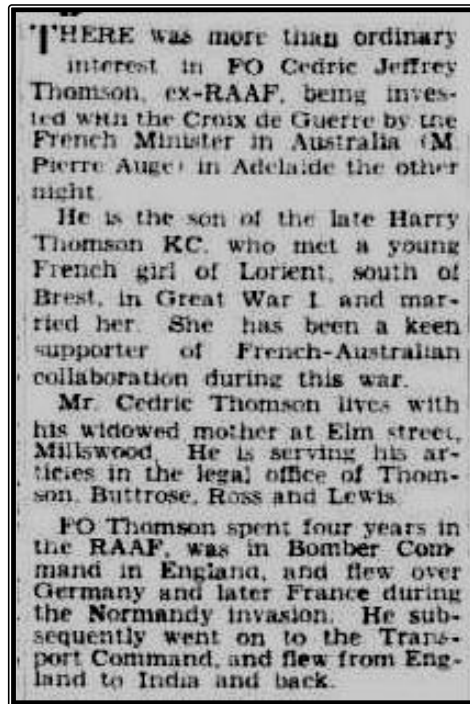 THERE was more than ordinary
interest in FO Cedric Jeffrey
Thomson, ex-RAAF, being inves-
ted with the Croix de Guerre by the
French Minister in Australia (M.
Pierre Auge) in Adelaide the other
night.
He is the son of the late Harry
Thomson KC, who met a young
French girl of Lorient, south of
Brest, in Great War I. and mar-
ried her. She has been a keen
supporter of French-Australian
collaboration during this war.
Mr. Cedric Thomson lives with
his widowed mother at Elm street,
Millswood. He is serving his ar-
ticles in the legal office of Thom-
son, Buttrose, Ross and Lewis.
FO Thomson spent four years in
the RAAF, was in Bomber Com-
mand in England, and flew over
Germany and later France during
the Normandy invasion. He sub-
sequently went on to the Trans-
port Command, and flew from Eng-
land to India and back.